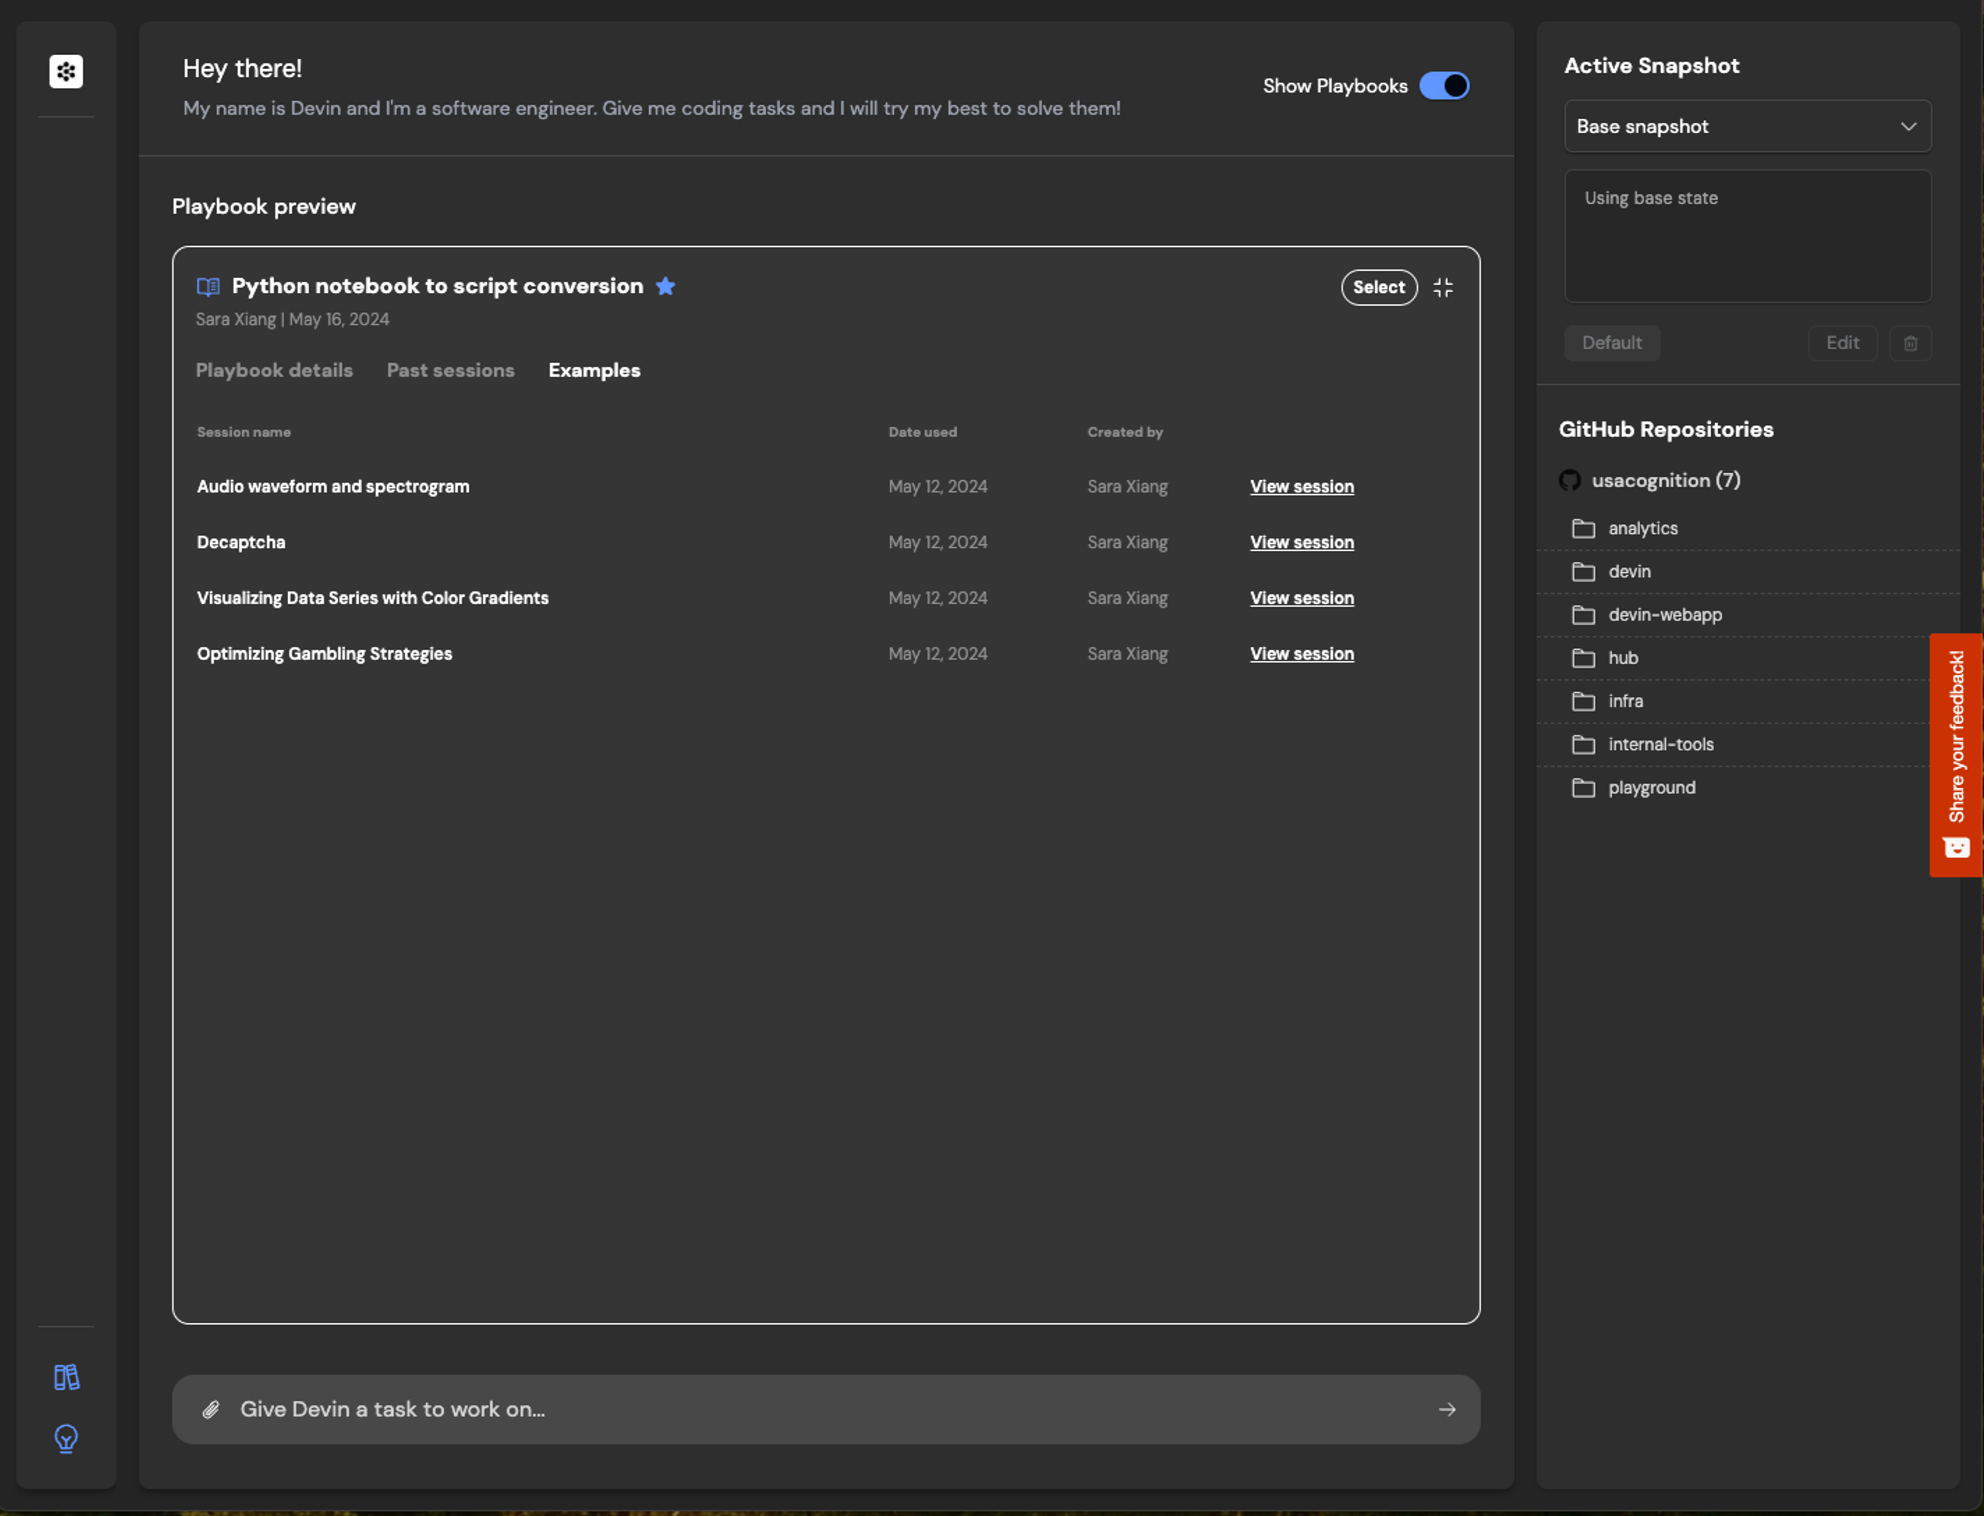 Hey there!
My name is Devin and I'm a software engineer. Give me coding tasks and I will try my best to solve them!
Show Playbooks
Playbook preview
Python notebook to script conversion
Select
Sara Xiang | May 16, 2024
Playbook details Past sessions Examples
Session name Date used Created by
Audio waveform and spectrogram May 12, 2024 Sara Xiang View session
Decaptcha May 12, 2024 Sara Xiang View session
Visualizing Data Series with Color Gradients May 12, 2024 Sara Xiang View session
Optimizing Gambling Strategies May 12, 2024 Sara Xiang View session
Give Devin a task to work on...
Active Snapshot
Base snapshot
Using base state
Default Edit
GitHub Repositories
usacognition (7)
analytics
devin
devin-webapp
hub
infra
internal-tools
playground
Share your feedback!